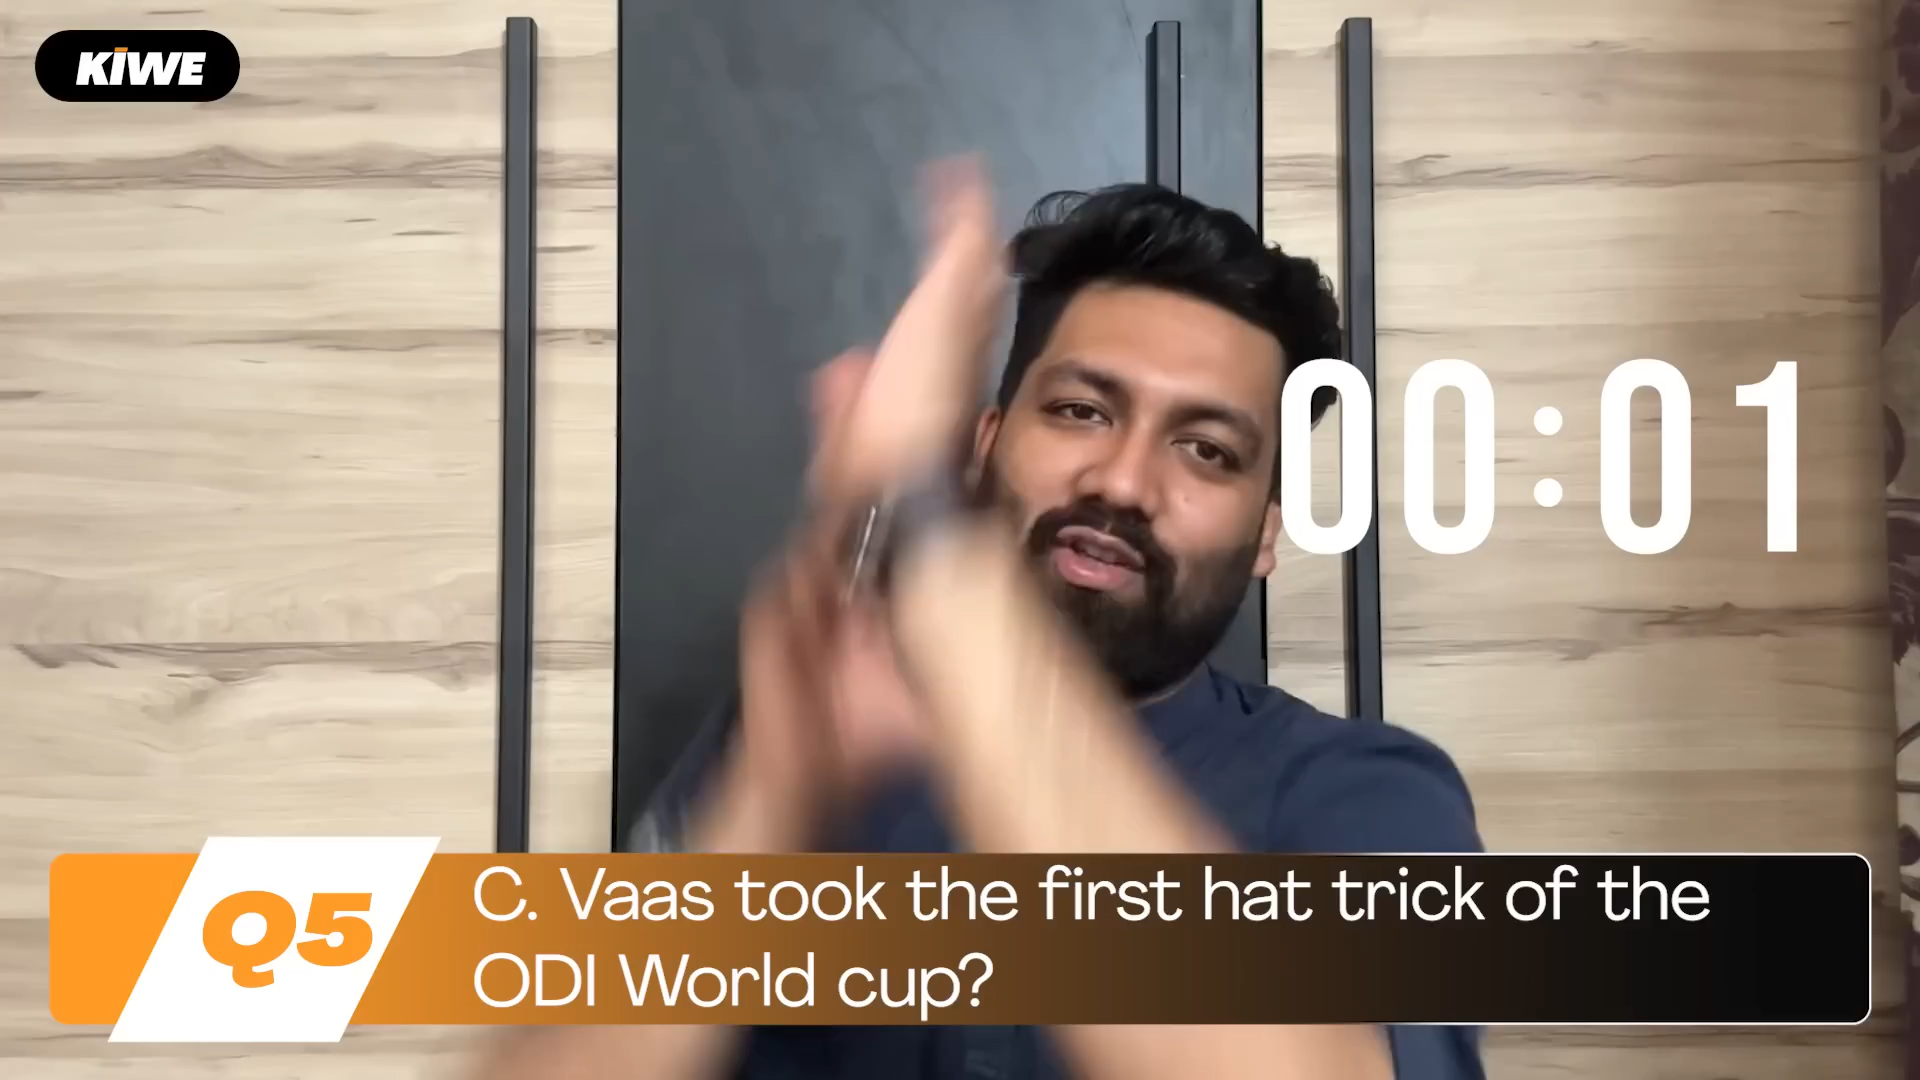 KIWE
00:01
Q5
C. Vaas took the first hat trick of the
ODI World cup?